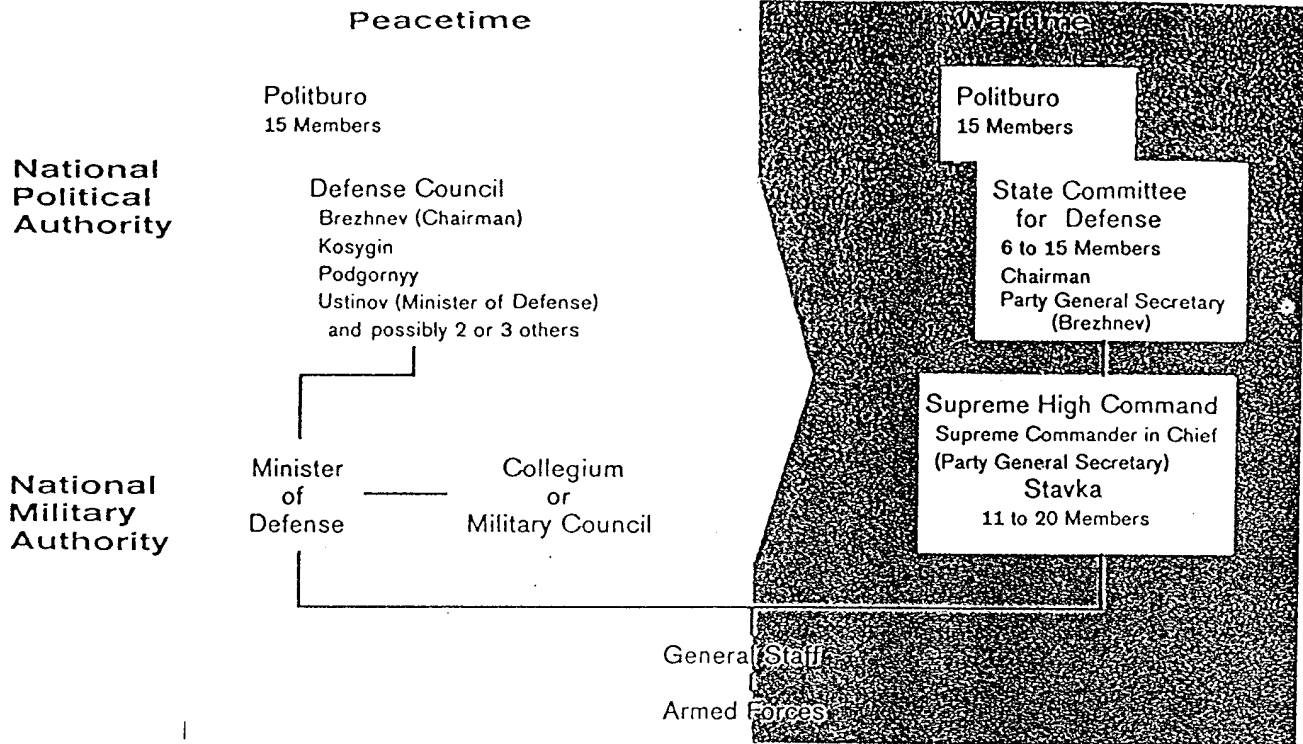 Peacetime
Wartime
Politburo
15 Members
Politburo
15 Members
National
Political
Authority
Defense Council
Brezhnev (Chairman)
Kosygin
Podgornyy
Ustinov (Minister of Defense)
and possibly 2 or 3 others
State Committee
for Defense
6 to 15 Members
Chairman
Party General Secretary
(Brezhnev)
National
Military
Authority
Minister
of
Defense
Collegium
or
Military Council
Supreme High Command
Supreme Commander in Chief
(Party General Secretary)
Stavka
11 to 20 Members
General Staff
Armed Forces